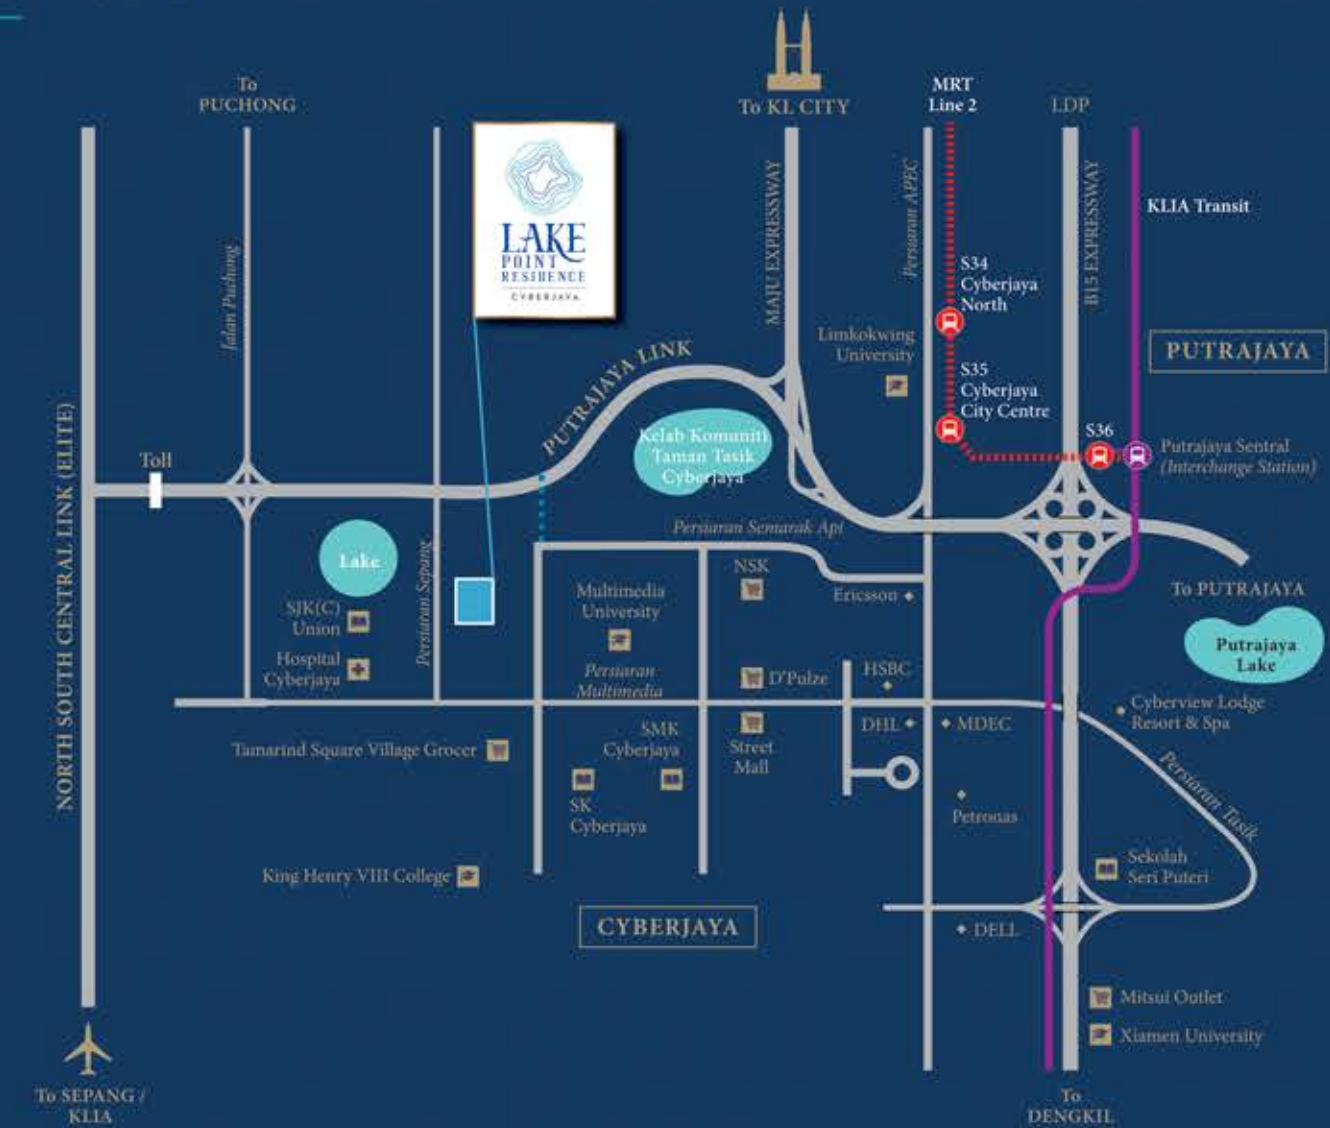 To
PUCHONG
To KL CITY
MRT
Line 2
LDP
LAKE
POINT
RESIDENCE
CYBERJAYA
Jalan Puchong
MAJU EXPRESSWAY
Persiaran APEC
B15 EXPRESSWAY
KLIA Transit
S34
Cyberjaya
North
Limkokwing
University
PUTRAJAYA
S35
Cyberjaya
City Centre
PUTRAJAYA LINK
NORTH SOUTH CENTRAL LINK (ELITE)
Toll
Kelab Komuniti
Taman Tasik
Cyberjaya
S36
Putrajaya Sentral
(Interchange Station)
Persiaran Semarak Api
Lake
Persiaran Sepang
NSK
Multimedia
University
Ericsson
To PUTRAJAYA
SJK(C)
Union
Putrajaya
Lake
Hospital
Cyberjaya
Persiaran
Multimedia
D'Pulze
HSBC
Cyberview Lodge
Resort & Spa
DHL
MDEC
Tamarind Square Village Grocer
SMK
Cyberjaya
Street
Mall
Persiaran Tasik
SK
Cyberjaya
Petronas
Sekolah
Seri Puteri
King Henry VIII College
CYBERJAYA
DELL
Mitsui Outlet
Xiamen University
To SEPANG /
KLIA
To
DENGKIL